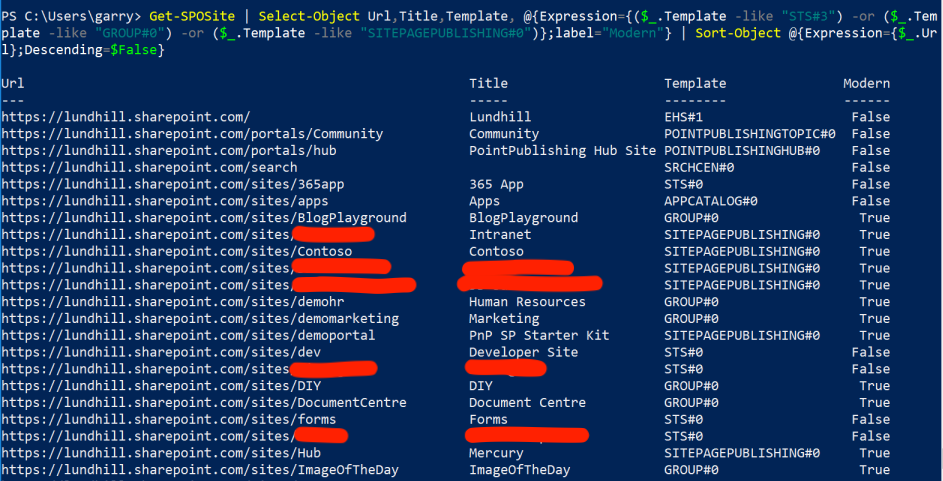 PS C:\Users\garry> Get-SPOSite | Select-Object Url,Title,Template, @{Expression={($_.Template -like "STS#3") -or ($_.Tem
plate -like "GROUP#0") -or ($_.Template -like "SITEPAGEPUBLISHING#0")};label="Modern"} | Sort-Object @{Expression={$_.Ur
l};Descending=$False}
Url Title Template Modern
--- ----- -------- ------
https://lundhill.sharepoint.com/ Lundhill EHS#1 False
https://lundhill.sharepoint.com/portals/Community Community POINTPUBLISHINGTOPIC#0 False
https://lundhill.sharepoint.com/portals/hub PointPublishing Hub Site POINTPUBLISHINGHUB#0 False
https://lundhill.sharepoint.com/search SRCHCEN#0 False
https://lundhill.sharepoint.com/sites/365app 365 App STS#0 False
https://lundhill.sharepoint.com/sites/apps Apps APPCATALOG#0 False
https://lundhill.sharepoint.com/sites/BlogPlayground BlogPlayground GROUP#0 True
https://lundhill.sharepoint.com/sites/ Intranet SITEPAGEPUBLISHING#0 True
https://lundhill.sharepoint.com/sites/Contoso Contoso SITEPAGEPUBLISHING#0 True
https://lundhill.sharepoint.com/sites/ SITEPAGEPUBLISHING#0 True
https://lundhill.sharepoint.com/sites/ SITEPAGEPUBLISHING#0 True
https://lundhill.sharepoint.com/sites/demohr Human Resources GROUP#0 True
https://lundhill.sharepoint.com/sites/demomarketing Marketing GROUP#0 True
https://lundhill.sharepoint.com/sites/demoportal PnP SP Starter Kit SITEPAGEPUBLISHING#0 True
https://lundhill.sharepoint.com/sites/dev Developer Site STS#0 False
https://lundhill.sharepoint.com/sites STS#0 False
https://lundhill.sharepoint.com/sites/DIY DIY GROUP#0 True
https://lundhill.sharepoint.com/sites/DocumentCentre Document Centre GROUP#0 True
https://lundhill.sharepoint.com/sites/forms Forms STS#0 False
https://lundhill.sharepoint.com/sites/ STS#0 False
https://lundhill.sharepoint.com/sites/Hub Mercury SITEPAGEPUBLISHING#0 True
https://lundhill.sharepoint.com/sites/ImageOfTheDay ImageOfTheDay GROUP#0 True